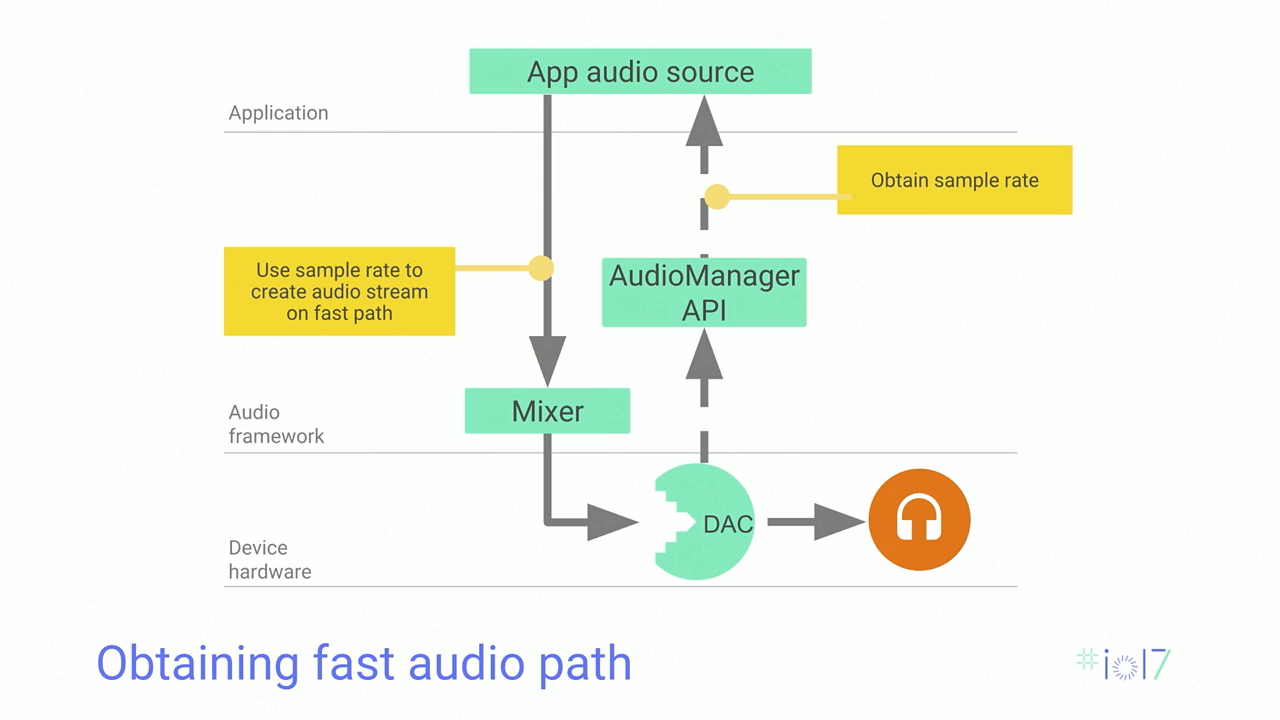 App audio source
Application
Obtain sample rate
Use sample rate to
create audio stream
on fast path
AudioManager
API
Mixer
Audio
framework
DAC
Device
hardware
Obtaining fast audio path
#io17